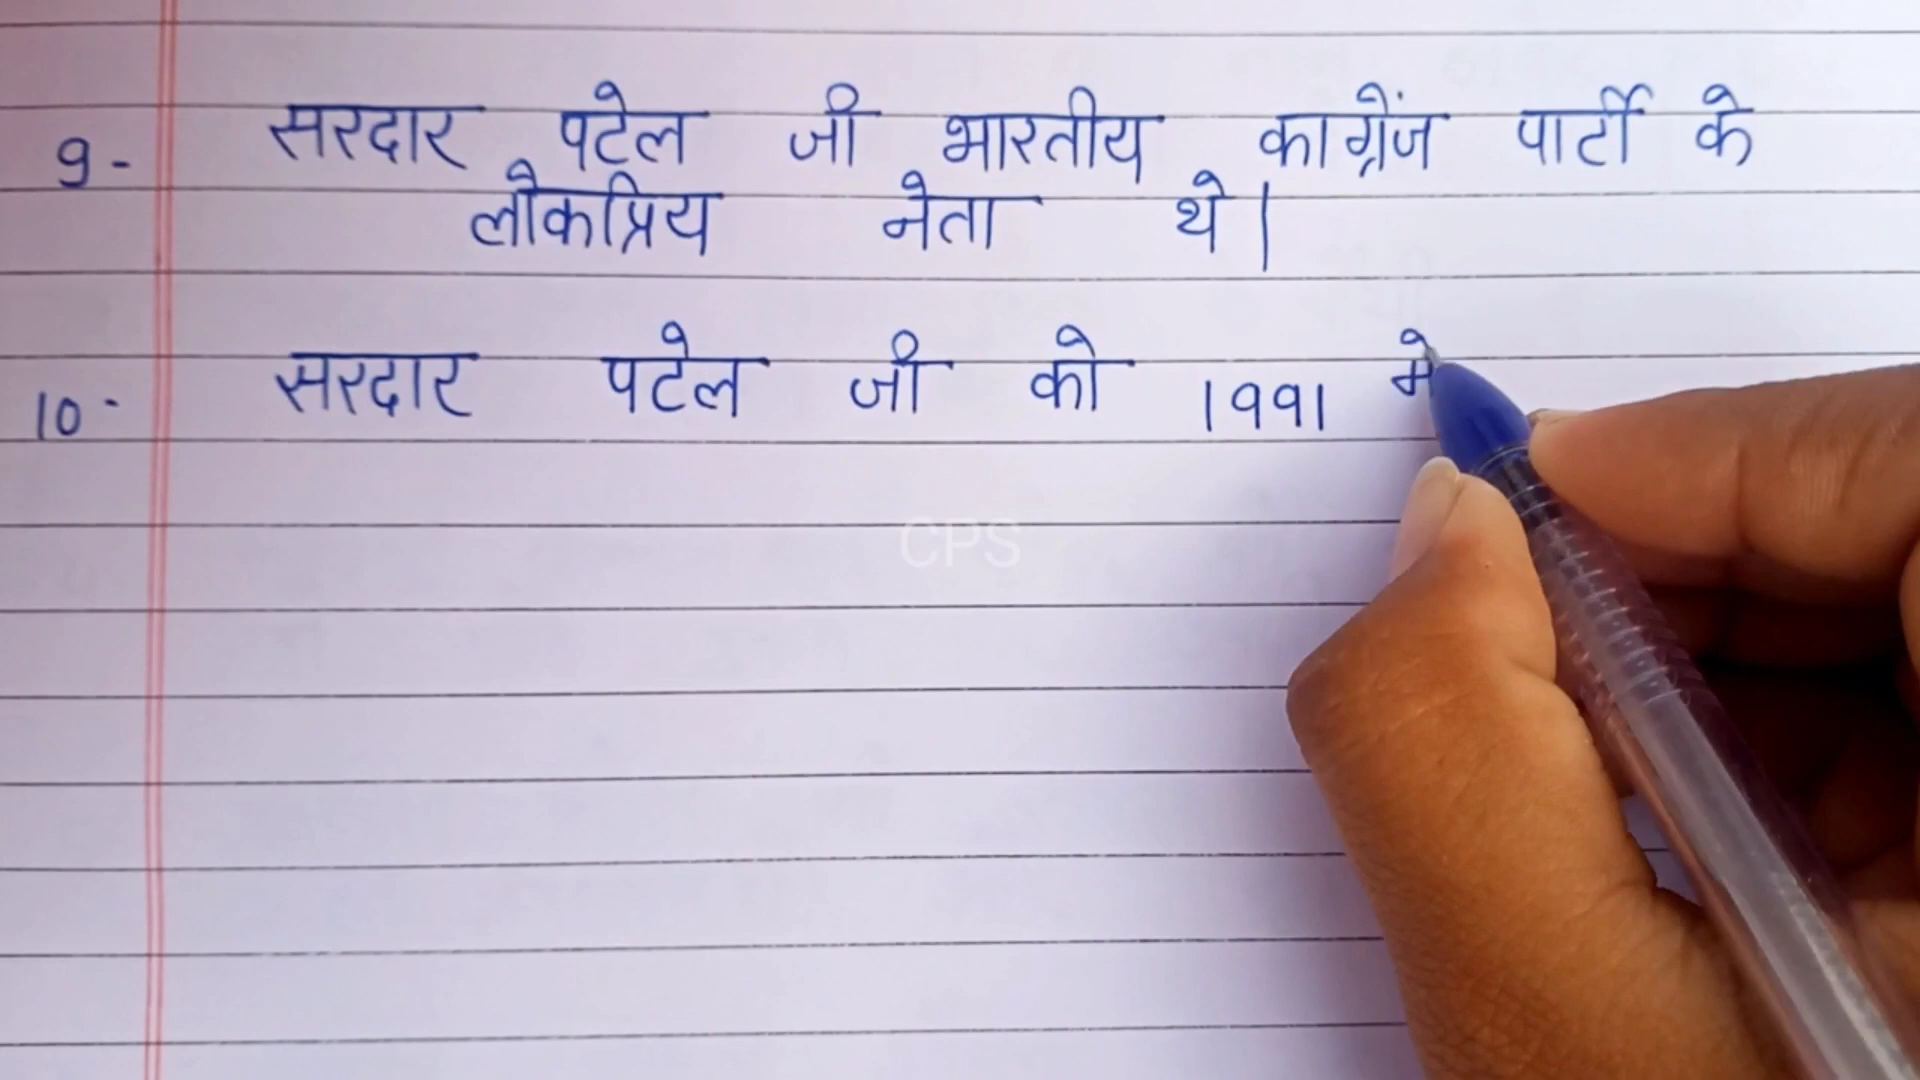 9- सरदार पटेल जी भारतीय काग्रेंज पार्टी के
लोकप्रिय नेता थे|
10- सरदार पटेल जी को 1991 मे
CPS